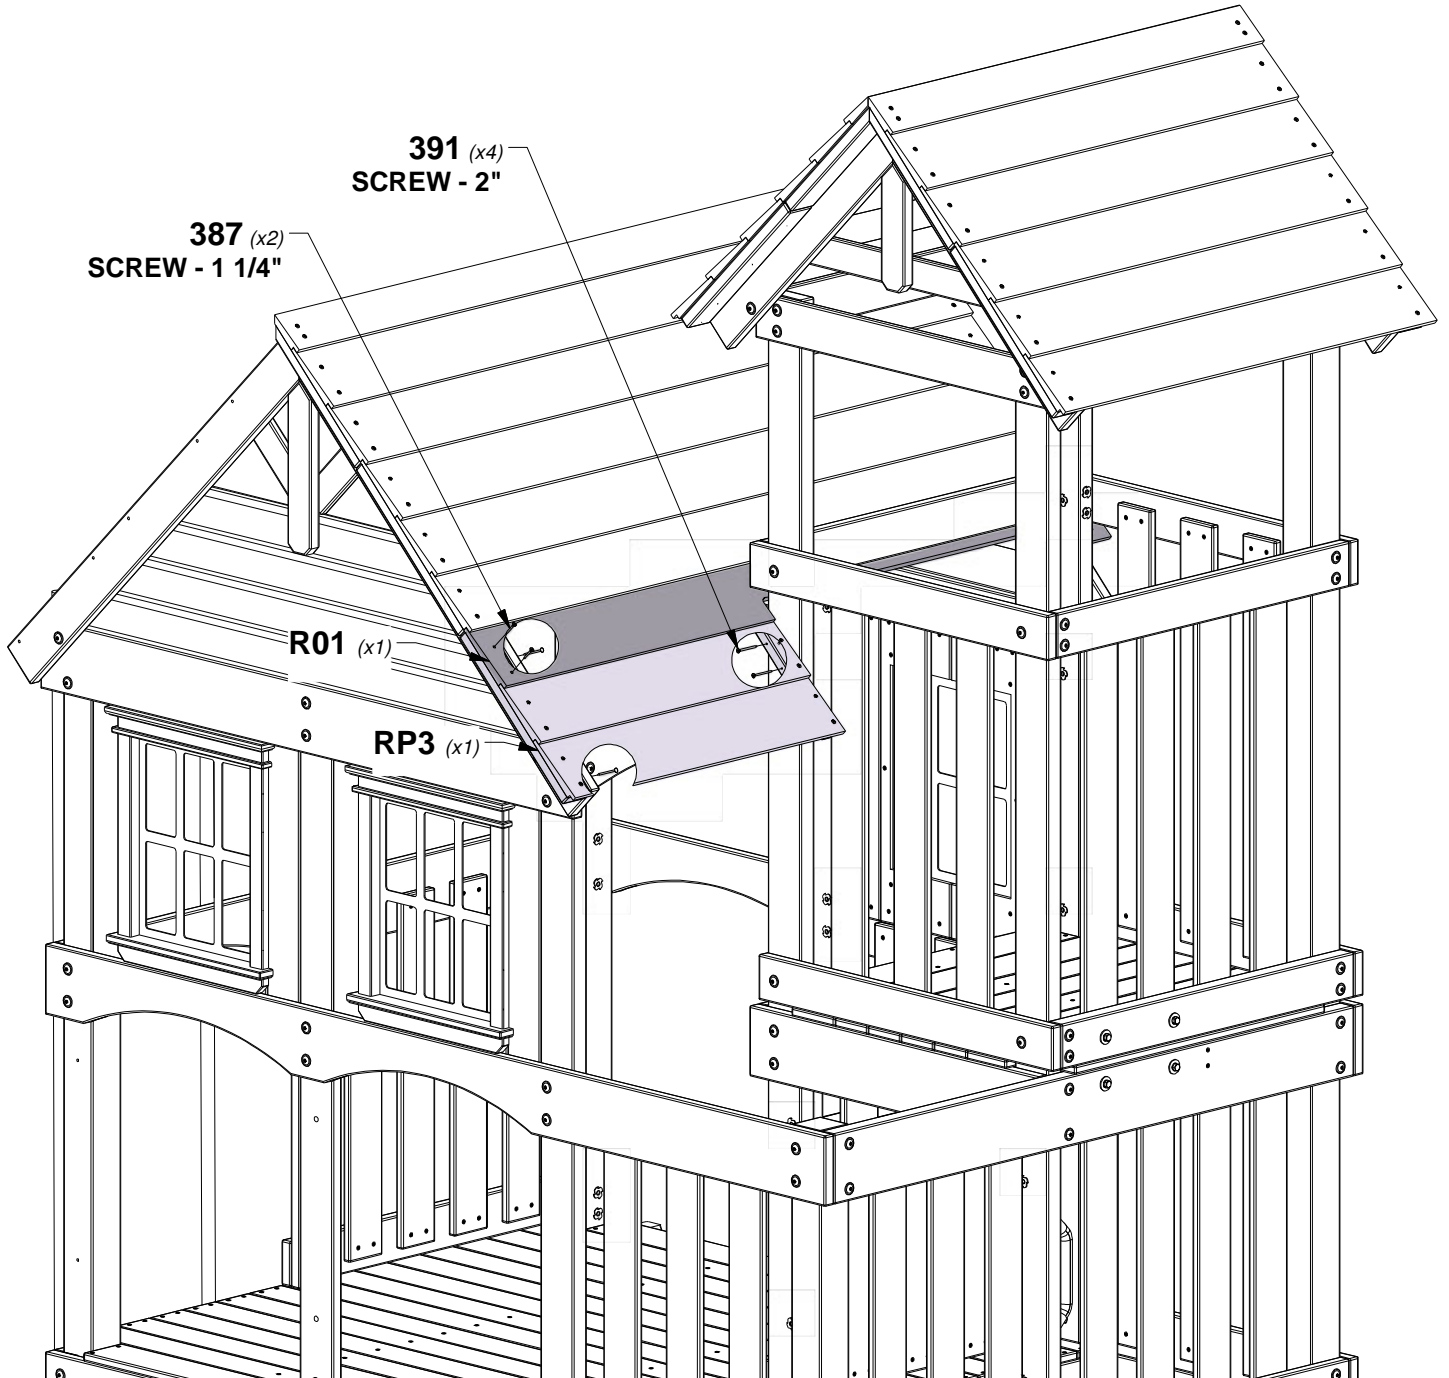 391 (x4)
SCREW - 2"
387 (x2)
SCREW - 1 1/4"
R01 (x1)
RP3 (x1)